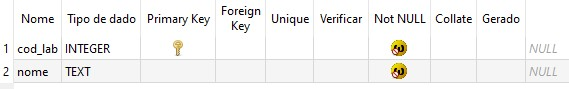 Nome Tipo de dado Primary Key Foreign Key Unique Verificar Not NULL Collate Gerado
1 cod_lab INTEGER NULL
2 nome TEXT NULL